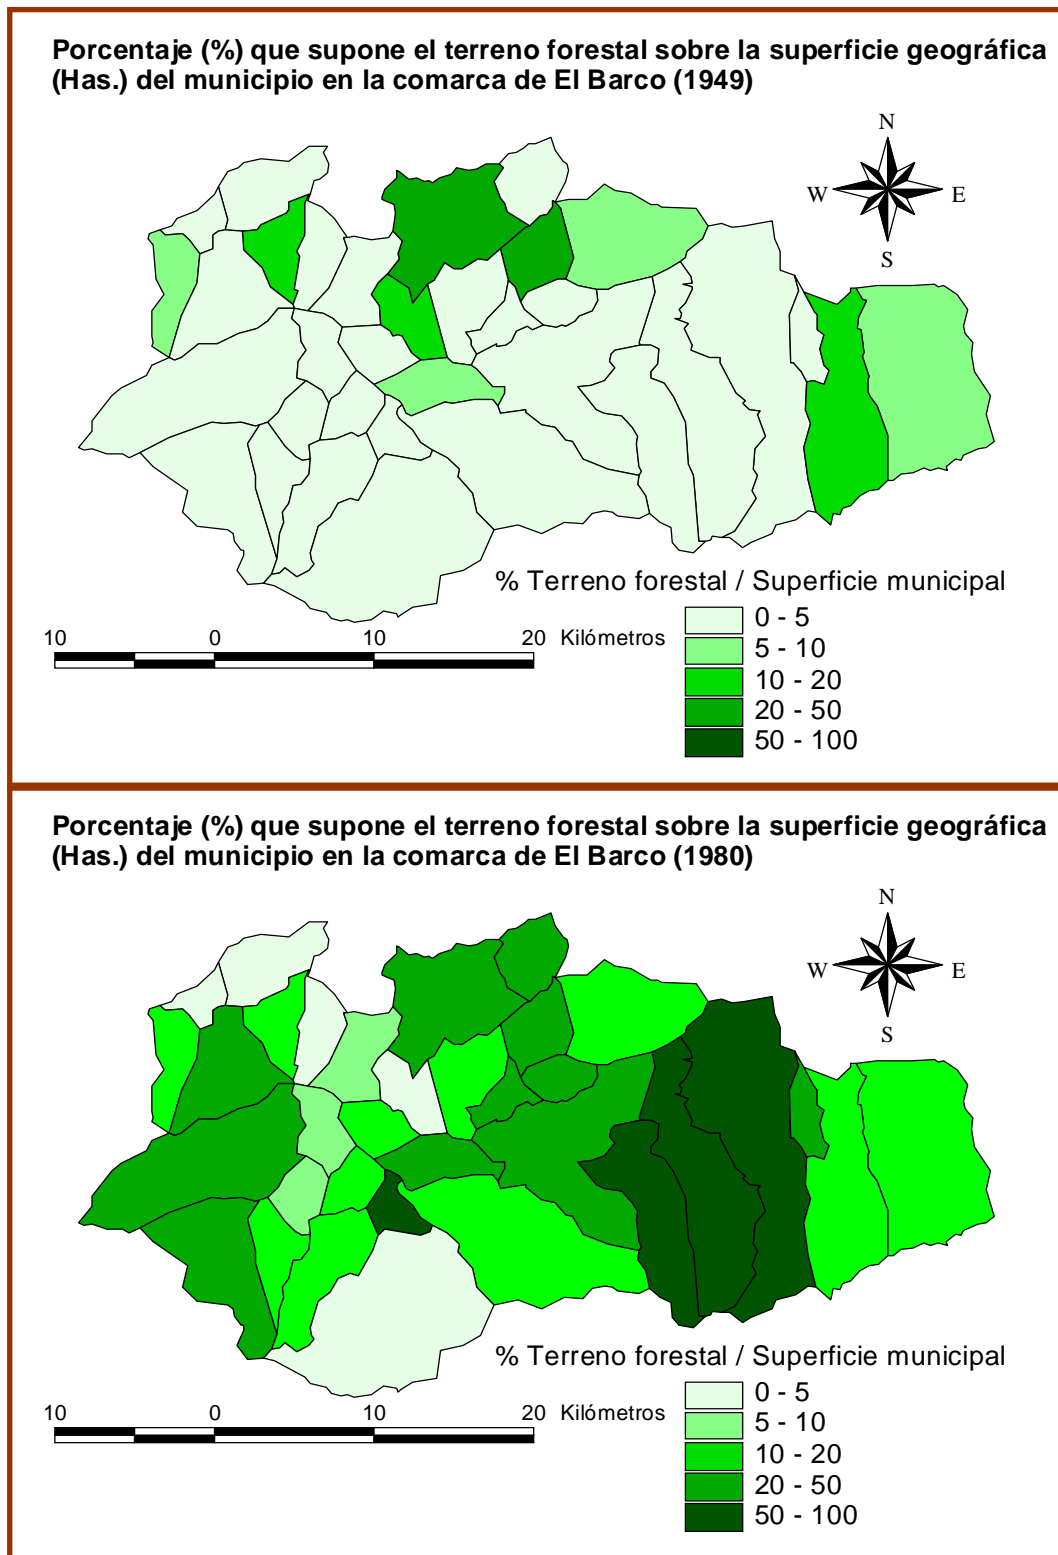 Porcentaje (%) que supone el terreno forestal sobre la superficie geográfica
(Has.) del municipio en la comarca de El Barco (1949)
N
W
E
S
% Terreno forestal / Superficie municipal
0 - 5
5 - 10
10 - 20
20 - 50
50 - 100
10 0 10 20 Kilómetros
Porcentaje (%) que supone el terreno forestal sobre la superficie geográfica
(Has.) del municipio en la comarca de El Barco (1980)
N
W
E
S
% Terreno forestal / Superficie municipal
0 - 5
5 - 10
10 - 20
20 - 50
50 - 100
10 0 10 20 Kilómetros